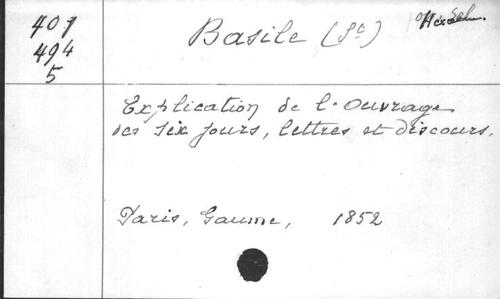 401
494
5
Basile (St)
Explication de l'Ouvrage
des six jours, lettres et discours.
Paris, Gaume, 1852